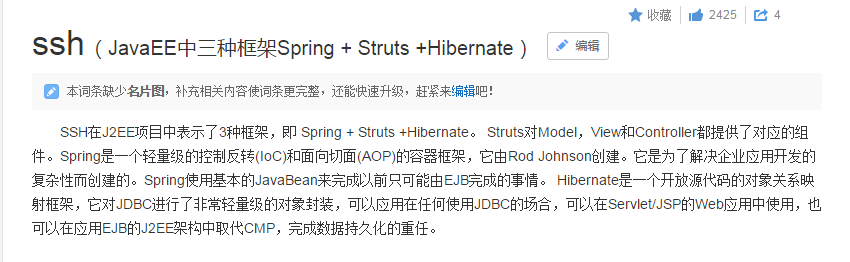 收藏 2425 4
ssh（JavaEE中三种框架Spring + Struts +Hibernate） 编辑
本词条缺少名片图，补充相关内容使词条更完整，还能快速升级，赶紧来编辑吧！
SSH在J2EE项目中表示了3种框架，即 Spring + Struts +Hibernate。 Struts对Model，View和Controller都提供了对应的组
件。Spring是一个轻量级的控制反转(IoC)和面向切面(AOP)的容器框架，它由Rod Johnson创建。它是为了解决企业应用开发的
复杂性而创建的。Spring使用基本的JavaBean来完成以前只可能由EJB完成的事情。 Hibernate是一个开放源代码的对象关系映
射框架，它对JDBC进行了非常轻量级的对象封装，可以应用在任何使用JDBC的场合，可以在Servlet/JSP的Web应用中使用，也
可以在应用EJB的J2EE架构中取代CMP，完成数据持久化的重任。